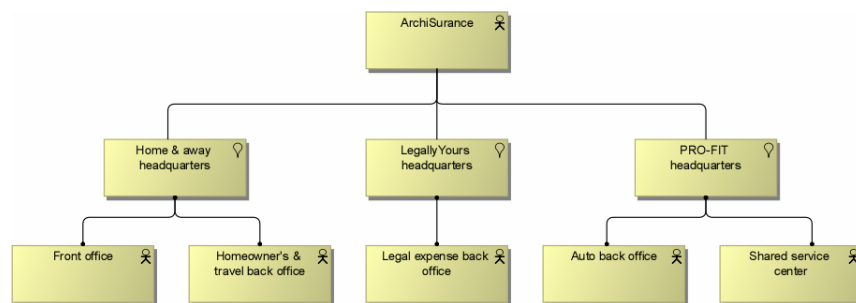 ArchiSurance
Home & away
headquarters
LegallyYours
headquarters
PRO-FIT
headquarters
Front office
Homeowner's &
travel back office
Legal expense back
office
Auto back office
Shared service
center